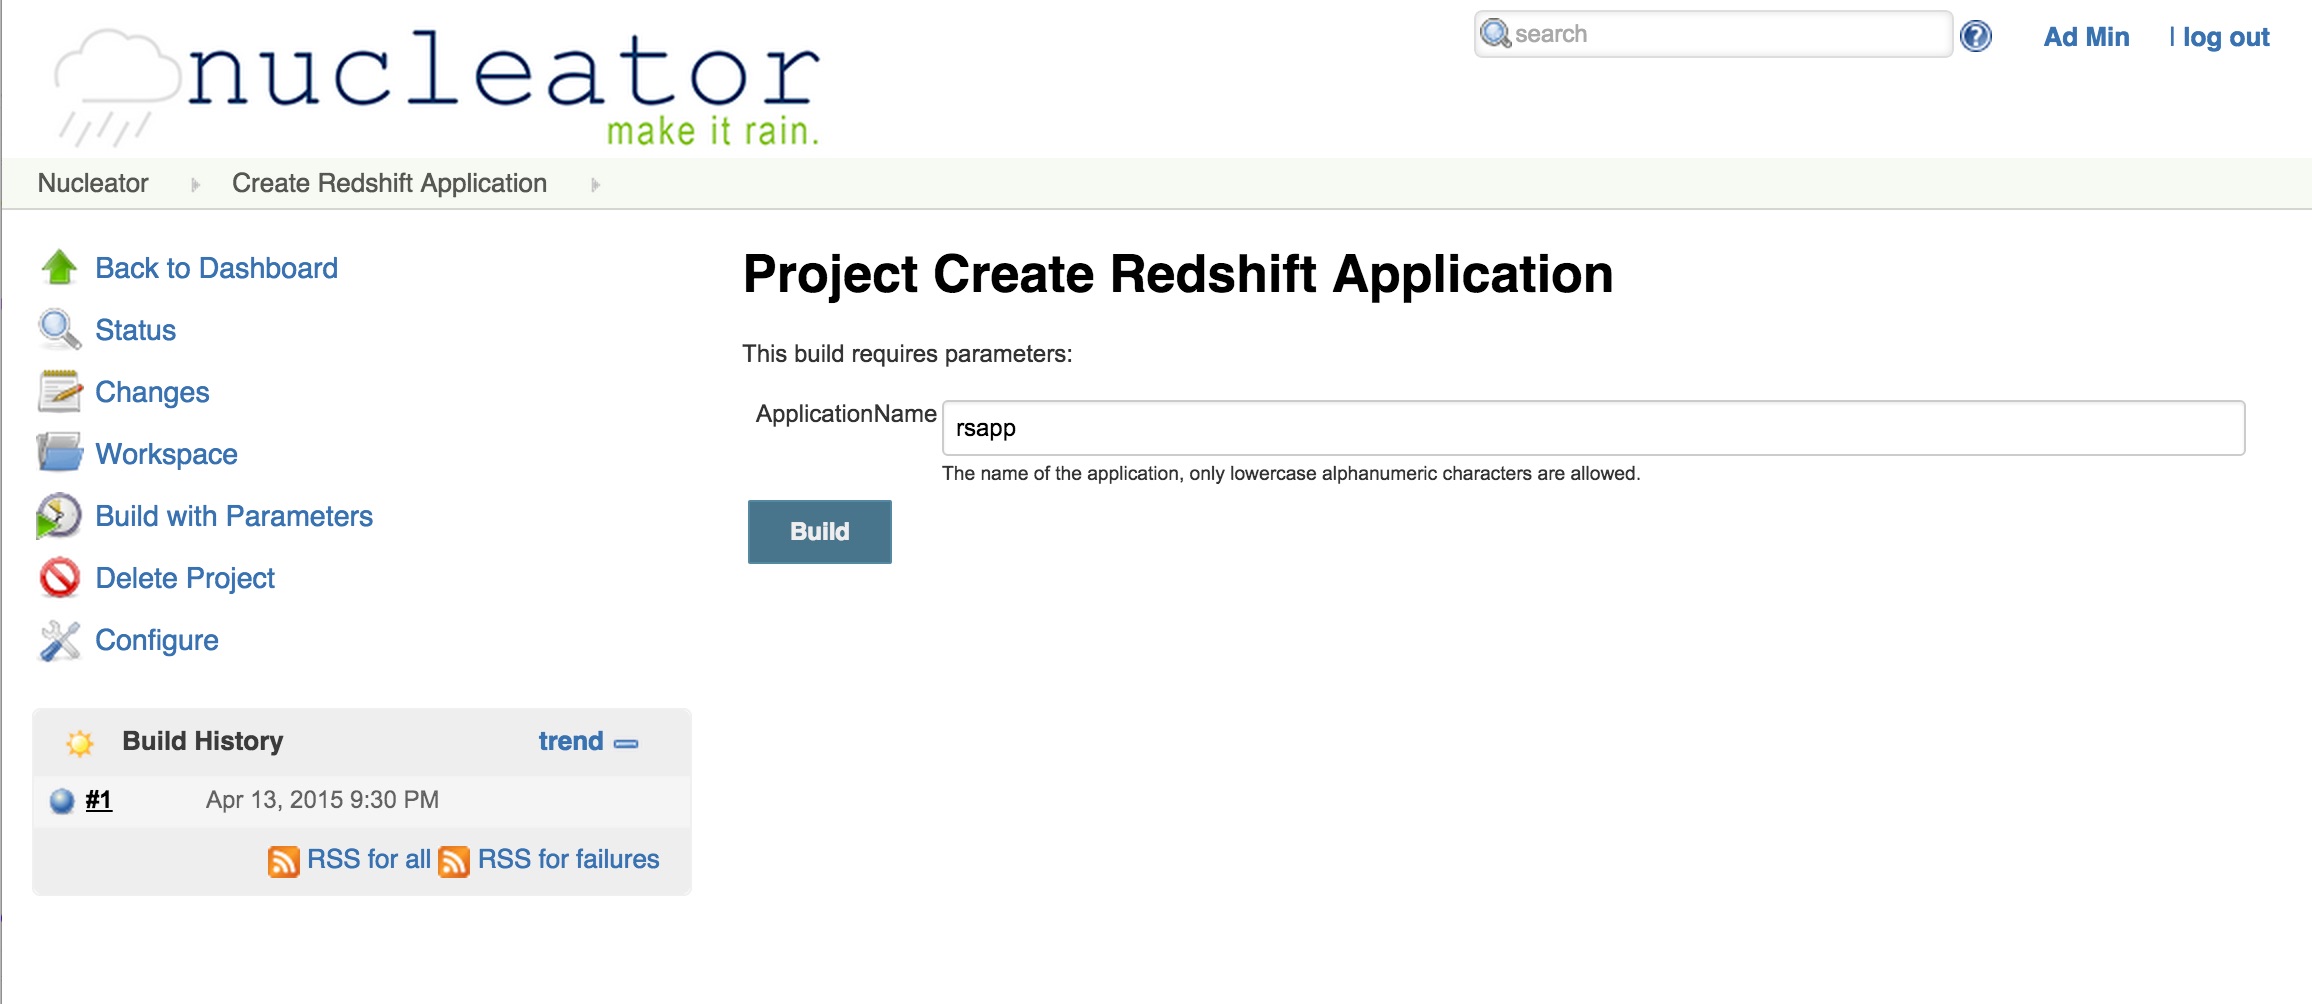 nucleator
make it rain.
search
Ad Min
| log out
Nucleator
Create Redshift Application
Back to Dashboard
Status
Changes
Workspace
Build with Parameters
Delete Project
Configure
Build History
trend
#1
Apr 13, 2015 9:30 PM
RSS for all
RSS for failures
Project Create Redshift Application
This build requires parameters:
ApplicationName
rsapp
The name of the application, only lowercase alphanumeric characters are allowed.
Build